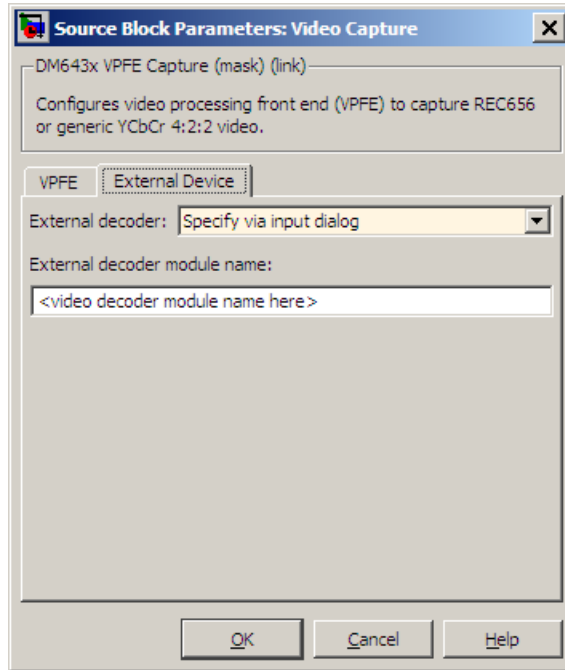 Source Block Parameters: Video Capture
DM643x VPFE Capture (mask) (link)
Configures video processing front end (VPFE) to capture REC656
or generic YCbCr 4:2:2 video.
VPFE
External Device
External decoder: Specify via input dialog
External decoder module name:
<video decoder module name here>
OK Cancel Help